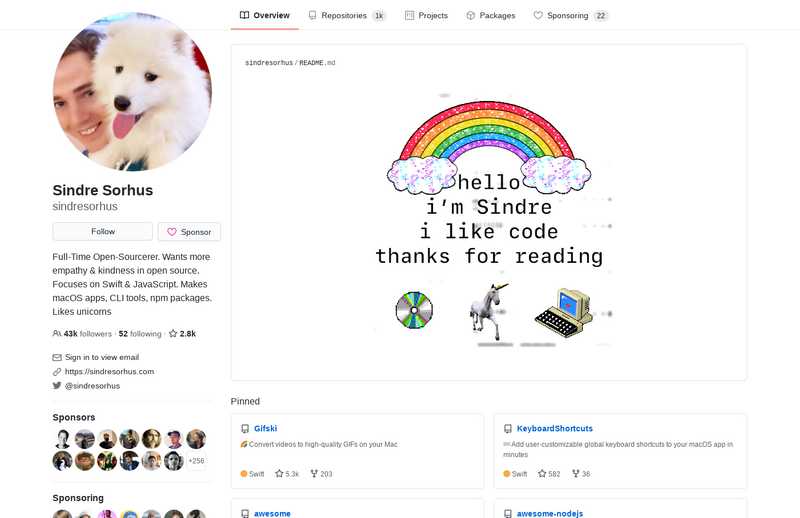 Overview
Repositories 1k
Projects
Packages
Sponsoring 22
Sindre Sorhus
sindresorhus
Follow
Sponsor
Full-Time Open-Sourcerer. Wants more
empathy & kindness in open source.
Focuses on Swift & JavaScript. Makes
macOS apps, CLI tools, npm packages.
Likes unicorns
43k followers · 52 following · 2.8k
Sign in to view email
https://sindresorhus.com
@sindresorhus
Sponsors
+256
Sponsoring
sindresorhus / README.md
hello
i’m Sindre
i like code
thanks for reading
Pinned
Gifski
Convert videos to high-quality GIFs on your Mac
Swift 5.3k 203
KeyboardShortcuts
Add user-customizable global keyboard shortcuts to your macOS app in
minutes
Swift 582 36
awesome
awesome-nodejs